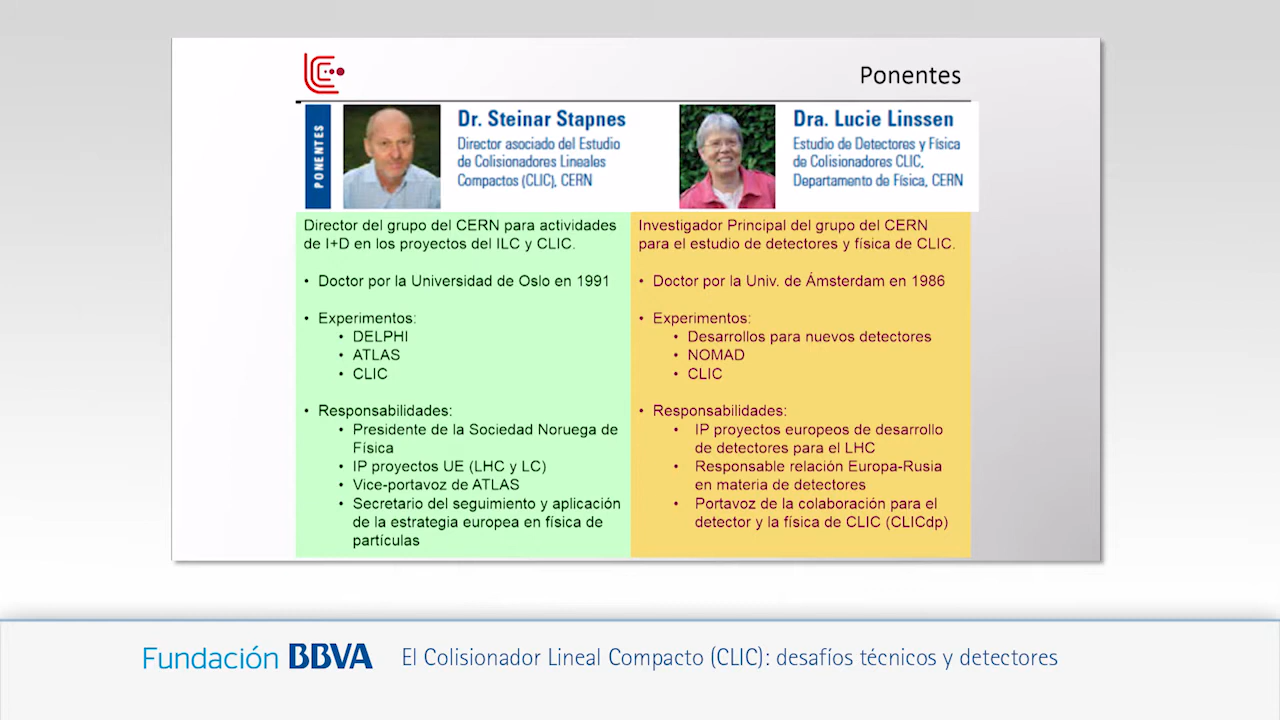 Ponentes
PONENTES
Dr. Steinar Stapnes
Director asociado del Estudio
de Colisionadores Lineales
Compactos (CLIC), CERN
Dra. Lucie Linssen
Estudio de Detectores y Física
de Colisionadores CLIC,
Departamento de Física, CERN
Director del grupo del CERN para actividades
de I+D en los proyectos del ILC y CLIC.
• Doctor por la Universidad de Oslo en 1991
• Experimentos:
• DELPHI
• ATLAS
• CLIC
• Responsabilidades:
• Presidente de la Sociedad Noruega de
Física
• IP proyectos UE (LHC y LC)
• Vice-portavoz de ATLAS
• Secretario del seguimiento y aplicación
de la estrategia europea en física de
partículas
Investigador Principal del grupo del CERN
para el estudio de detectores y física de CLIC.
• Doctor por la Univ. de Ámsterdam en 1986
• Experimentos:
• Desarrollos para nuevos detectores
• NOMAD
• CLIC
• Responsabilidades:
• IP proyectos europeos de desarrollo
de detectores para el LHC
• Responsable relación Europa-Rusia
en materia de detectores
• Portavoz de la colaboración para el
detector y la física de CLIC (CLICdp)
Fundación BBVA
El Colisionador Lineal Compacto (CLIC): desafíos técnicos y detectores